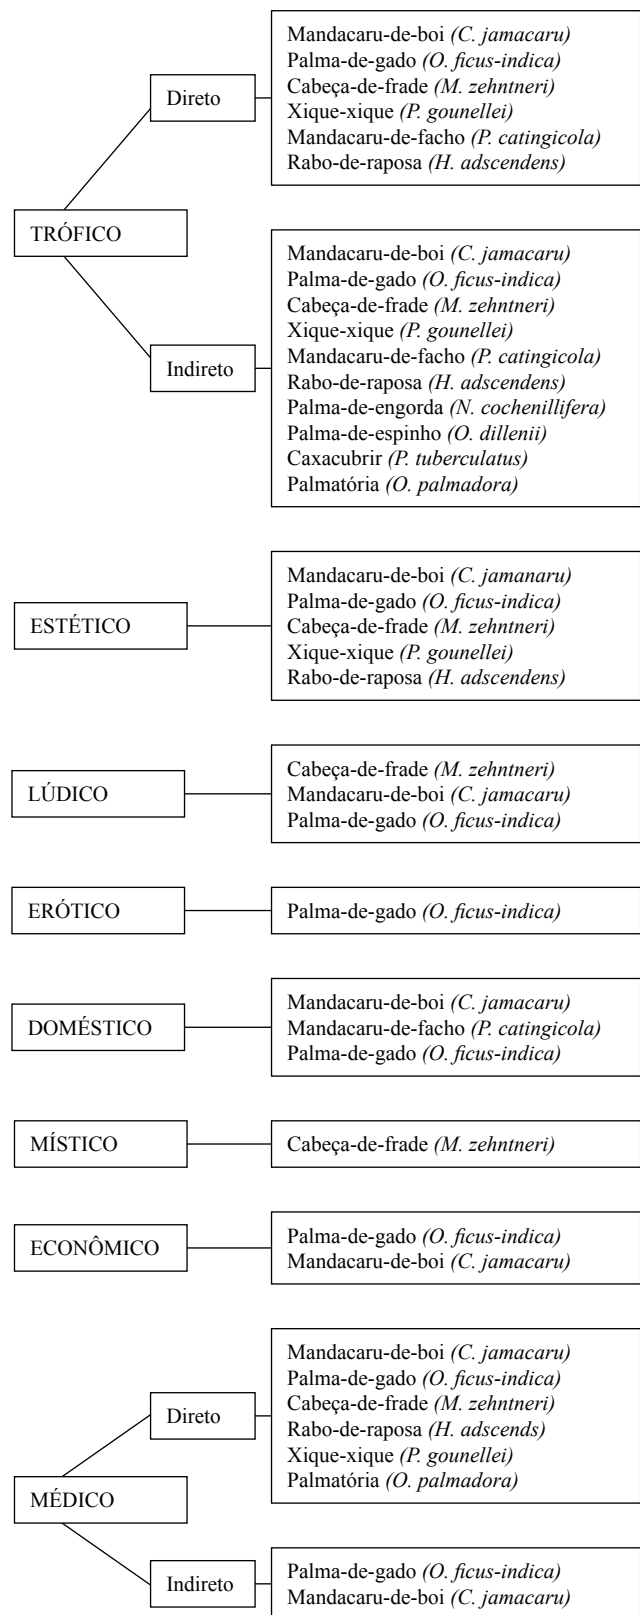 TRÓFICO
Direto
Mandacaru-de-boi (C. jamacaru)
Palma-de-gado (O. ficus-indica)
Cabeça-de-frade (M. zehntneri)
Xique-xique (P. gounellei)
Mandacaru-de-facho (P. catingicola)
Rabo-de-raposa (H. adscendens)
Indireto
Mandacaru-de-boi (C. jamacaru)
Palma-de-gado (O. ficus-indica)
Cabeça-de-frade (M. zehntneri)
Xique-xique (P. gounellei)
Mandacaru-de-facho (P. catingicola)
Rabo-de-raposa (H. adscendens)
Palma-de-engorda (N. cochenillifera)
Palma-de-espinho (O. dillenii)
Caxacubrir (P. tuberculatus)
Palmatória (O. palmadora)
ESTÉTICO
Mandacaru-de-boi (C. jamanaru)
Palma-de-gado (O. ficus-indica)
Cabeça-de-frade (M. zehntneri)
Xique-xique (P. gounellei)
Rabo-de-raposa (H. adscendens)
LÚDICO
Cabeça-de-frade (M. zehntneri)
Mandacaru-de-boi (C. jamacaru)
Palma-de-gado (O. ficus-indica)
ERÓTICO
Palma-de-gado (O. ficus-indica)
DOMÉSTICO
Mandacaru-de-boi (C. jamacaru)
Mandacaru-de-facho (P. catingicola)
Palma-de-gado (O. ficus-indica)
MÍSTICO
Cabeça-de-frade (M. zehntneri)
ECONÔMICO
Palma-de-gado (O. ficus-indica)
Mandacaru-de-boi (C. jamacaru)
MÉDICO
Direto
Mandacaru-de-boi (C. jamacaru)
Palma-de-gado (O. ficus-indica)
Cabeça-de-frade (M. zehntneri)
Rabo-de-raposa (H. adscends)
Xique-xique (P. gounellei)
Palmatória (O. palmadora)
Indireto
Palma-de-gado (O. ficus-indica)
Mandacaru-de-boi (C. jamacaru)